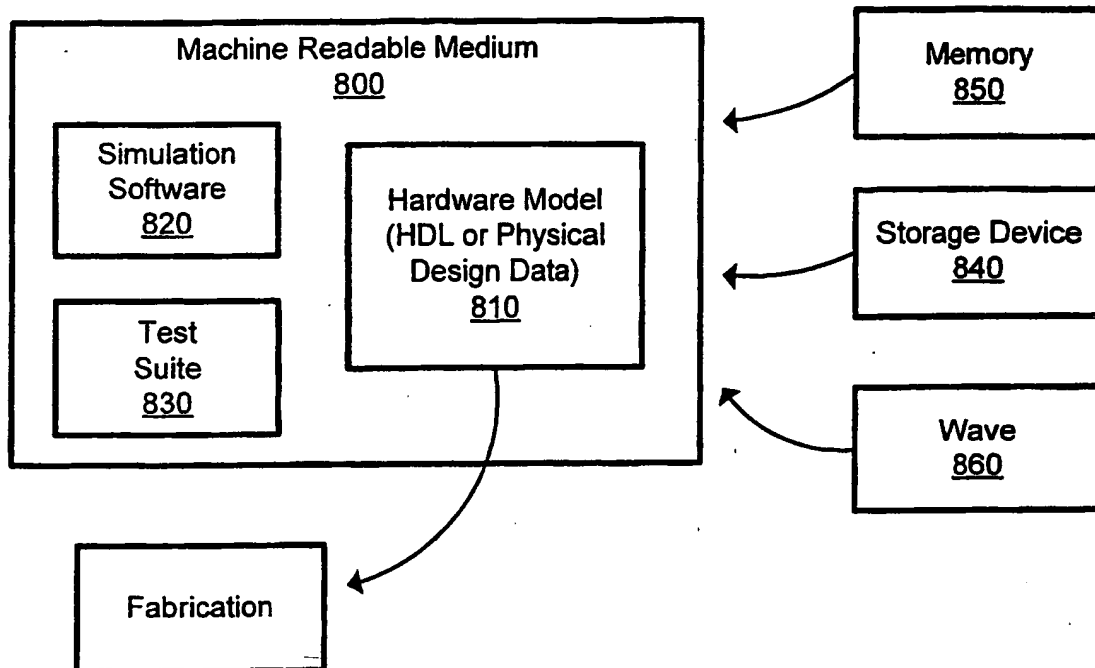 Machine Readable Medium
800
Simulation
Software
820
Hardware Model
(HDL or Physical
Design Data)
810
Test
Suite
830
Memory
850
Storage Device
840
Wave
860
Fabrication